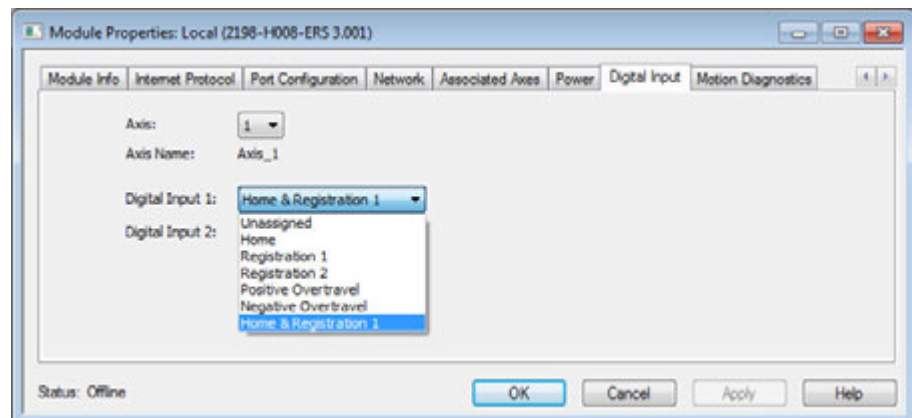 Module Properties: Local (2198-H008-ERS 3.001)
Module Info Internet Protocol Port Configuration Network Associated Axes Power Digital Input Motion Diagnostics
Axis: 1
Axis Name: Axis_1
Digital Input 1: Home & Registration 1
Digital Input 2:
Unassigned
Home
Registration 1
Registration 2
Positive Overtravel
Negative Overtravel
Home & Registration 1
Status: Offline
OK Cancel Apply Help